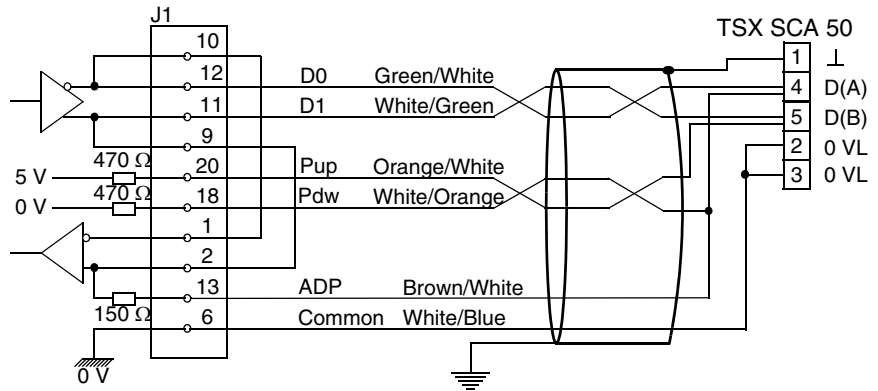 J1
TSX SCA 50
10
1 ⊥
12 D0 Green/White
4 D(A)
11 D1 White/Green
5 D(B)
9
2 0 VL
470 Ω
5 V 20 Pup Orange/White
3 0 VL
470 Ω
0 V 18 Pdw White/Orange
1
2
13 ADP Brown/White
150 Ω
6 Common White/Blue
0 V